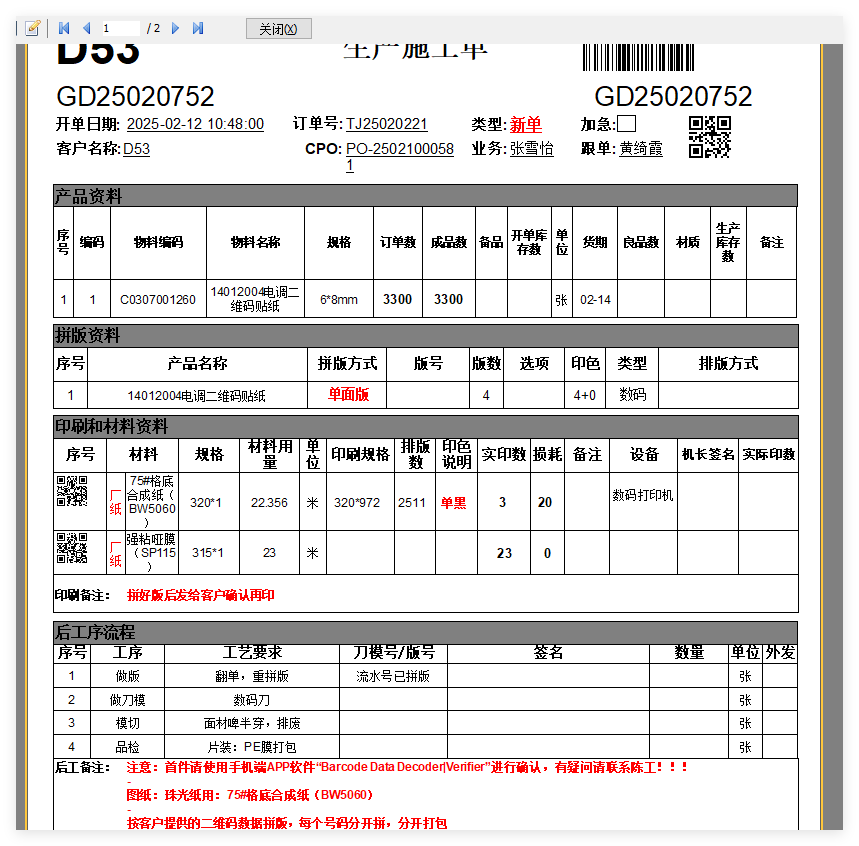 1 / 2 关闭(X)
D53 生产施工单
GD25020752 GD25020752
开单日期: 2025-02-12 10:48:00 订单号: TJ25020221 类型: 新单 加急:
客户名称: D53 CPO: PO-2502100058 业务: 张雪怡 跟单: 黄绮霞
1
产品资料
序号 编码 物料编码 物料名称 规格 订单数 成品数 备品 开单库存数 单位 货期 良品数 材质 生产库存数 备注
1 1 C0307001260 14012004电调二维码贴纸 6*8mm 3300 3300 张 02-14
拼版资料
序号 产品名称 拼版方式 版号 版数 选项 印色 类型 排版方式
1 14012004电调二维码贴纸 单面版 4 4+0 数码
印刷和材料资料
序号 材料 规格 材料用量 单位 印刷规格 排版数 印色说明 实印数 损耗 备注 设备 机长签名 实际印数
厂纸 75#格底合成纸（BW5060） 320*1 22.356 米 320*972 2511 单黑 3 20 数码打印机
厂纸 强粘哑膜（SP115） 315*1 23 米 23 0
印刷备注: 拼好版后发给客户确认再印
后工序流程
序号 工序 工艺要求 刀模号/版号 签名 数量 单位 外发
1 做版 翻单，重拼版 流水号已拼版 张
2 做刀模 数码刀 张
3 模切 面材啤半穿，排废 张
4 品检 片装：PE膜打包 张
后工备注: 注意：首件请使用手机端APP软件“Barcode Data Decoder|Verifier”进行确认，有疑问请联系陈工！！！
-
图纸：珠光纸用：75#格底合成纸（BW5060）
-
按客户提供的二维码数据拼版，每个号码分开拼，分开打包